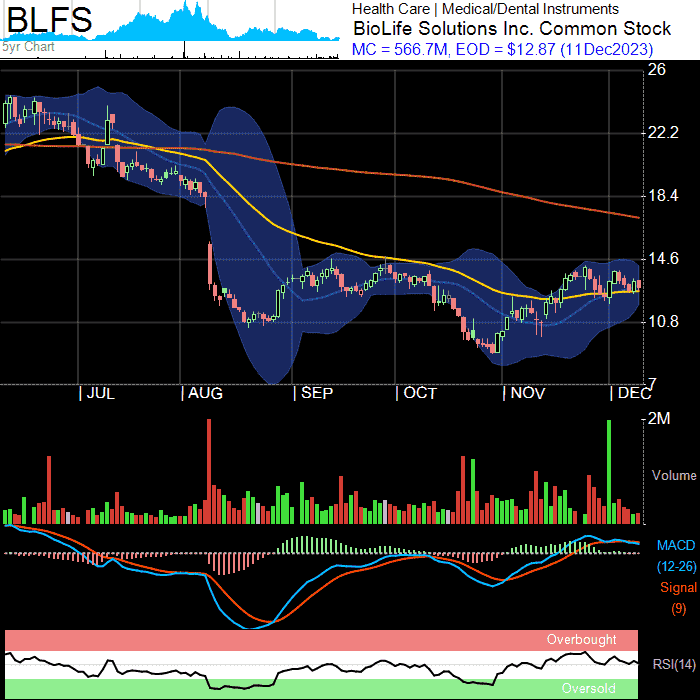 BLFS
5yr Chart
Health Care | Medical/Dental Instruments
BioLife Solutions Inc. Common Stock
MC = 566.7M, EOD = $12.87 (11Dec2023)
26
22.2
18.4
14.6
10.8
7
| JUL | AUG | SEP | OCT | NOV | DEC
2M
Volume
MACD
(12-26)
Signal
(9)
Overbought
RSI(14)
Oversold